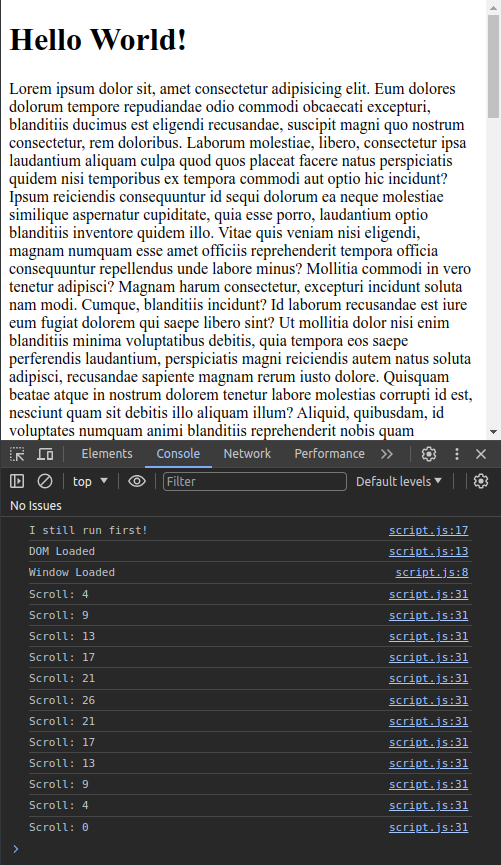 Hello World!
Lorem ipsum dolor sit, amet consectetur adipisicing elit. Eum dolores
dolorum tempore repudiandae odio commodi obcaecati excepturi,
blanditiis ducimus est eligendi recusandae, suscipit magni quo nostrum
consectetur, rem doloribus. Laborum molestiae, libero, consectetur ipsa
laudantium aliquam culpa quod quos placeat facere natus perspiciatis
quidem nisi temporibus ex tempora commodi aut optio hic incidunt?
Ipsum reiciendis consequuntur id sequi dolorum ea neque molestiae
similique aspernatur cupiditate, quia esse porro, laudantium optio
blanditiis inventore quidem illo. Vitae quis veniam nisi eligendi,
magnam numquam esse amet officiis reprehenderit tempora officia
consequuntur repellendus unde labore minus? Mollitia commodi in vero
tenetur adipisci? Magnam harum consectetur, excepturi incidunt soluta
nam modi. Cumque, blanditiis incidunt? Id laborum recusandae est iure
eum fugiat dolorem qui saepe libero sint? Ut mollitia dolor nisi enim
blanditiis minima voluptatibus debitis, quia tempora eos saepe
perferendis laudantium, perspiciatis magni reiciendis autem natus soluta
adipisci, recusandae sapiente magnam rerum iusto dolore. Quisquam
beatae atque in nostrum dolorem tenetur labore molestias corrupti id est,
nesciunt quam sit debitis illo aliquam illum? Aliquid, quibusdam, id
voluptates numquam animi blanditiis reprehenderit nobis quam
Elements Console Network Performance
top Filter Default levels
No Issues
I still run first! script.js:17
DOM Loaded script.js:13
Window Loaded script.js:8
Scroll: 4 script.js:31
Scroll: 9 script.js:31
Scroll: 13 script.js:31
Scroll: 17 script.js:31
Scroll: 21 script.js:31
Scroll: 26 script.js:31
Scroll: 21 script.js:31
Scroll: 17 script.js:31
Scroll: 13 script.js:31
Scroll: 9 script.js:31
Scroll: 4 script.js:31
Scroll: 0 script.js:31